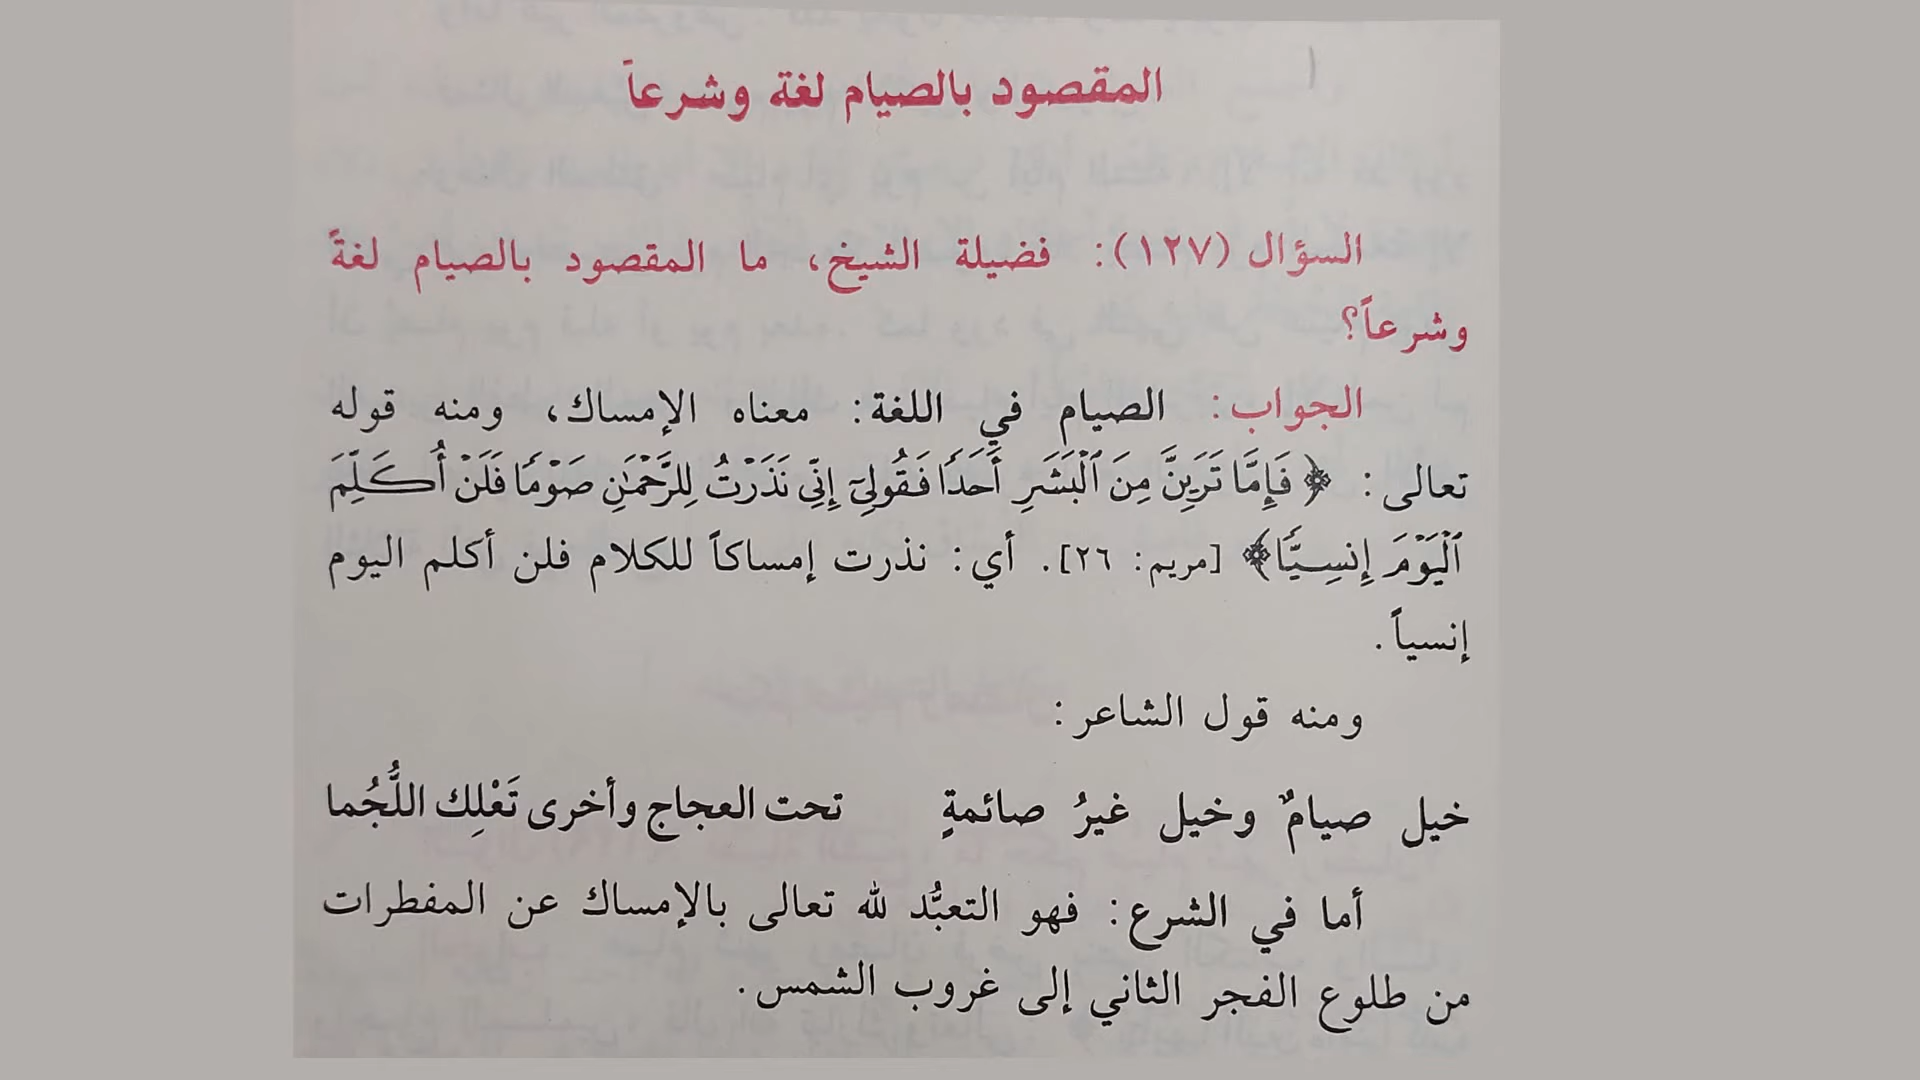 المقصود بالصيام لغة وشرعاً
السؤال (١٢٧): فضيلة الشيخ، ما المقصود بالصيام لغةً
وشرعاً؟
الجواب: الصيام في اللغة: معناه الإمساك، ومنه قوله
تعالى: ﴿فَإِمَّا تَرَيِنَّ مِنَ ٱلْبَشَرِ أَحَدًا فَقُولِىٓ إِنِّى نَذَرْتُ لِلرَّحْمَٰنِ صَوْمًا فَلَنْ أُكَلِّمَ
ٱلْيَوْمَ إِنسِيًّا﴾ [مريم: ٢٦]. أي: نذرت إمساكاً للكلام فلن أكلم اليوم
إنسياً.
ومنه قول الشاعر:
خيل صيامٌ وخيل غيرُ صائمةٍ تحت العجاج وأخرى تَعْلِك اللُّجُما
أما في الشرع: فهو التعبُّد لله تعالى بالإمساك عن المفطرات
من طلوع الفجر الثاني إلى غروب الشمس.